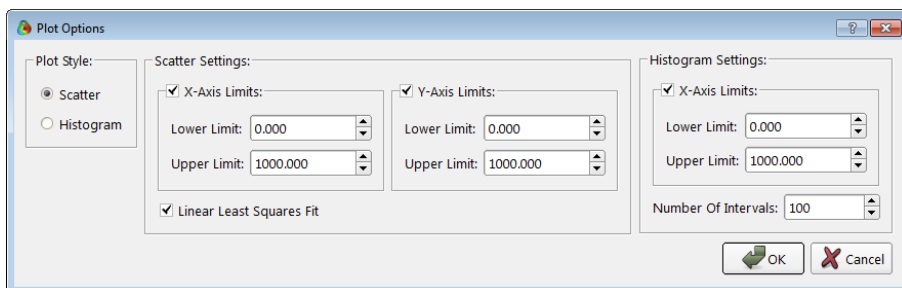 Plot Options
?
Plot Style:
Scatter
Histogram
Scatter Settings:
X-Axis Limits:
Lower Limit: 0.000
Upper Limit: 1000.000
Y-Axis Limits:
Lower Limit: 0.000
Upper Limit: 1000.000
Linear Least Squares Fit
Histogram Settings:
X-Axis Limits:
Lower Limit: 0.000
Upper Limit: 1000.000
Number Of Intervals: 100
OK
Cancel